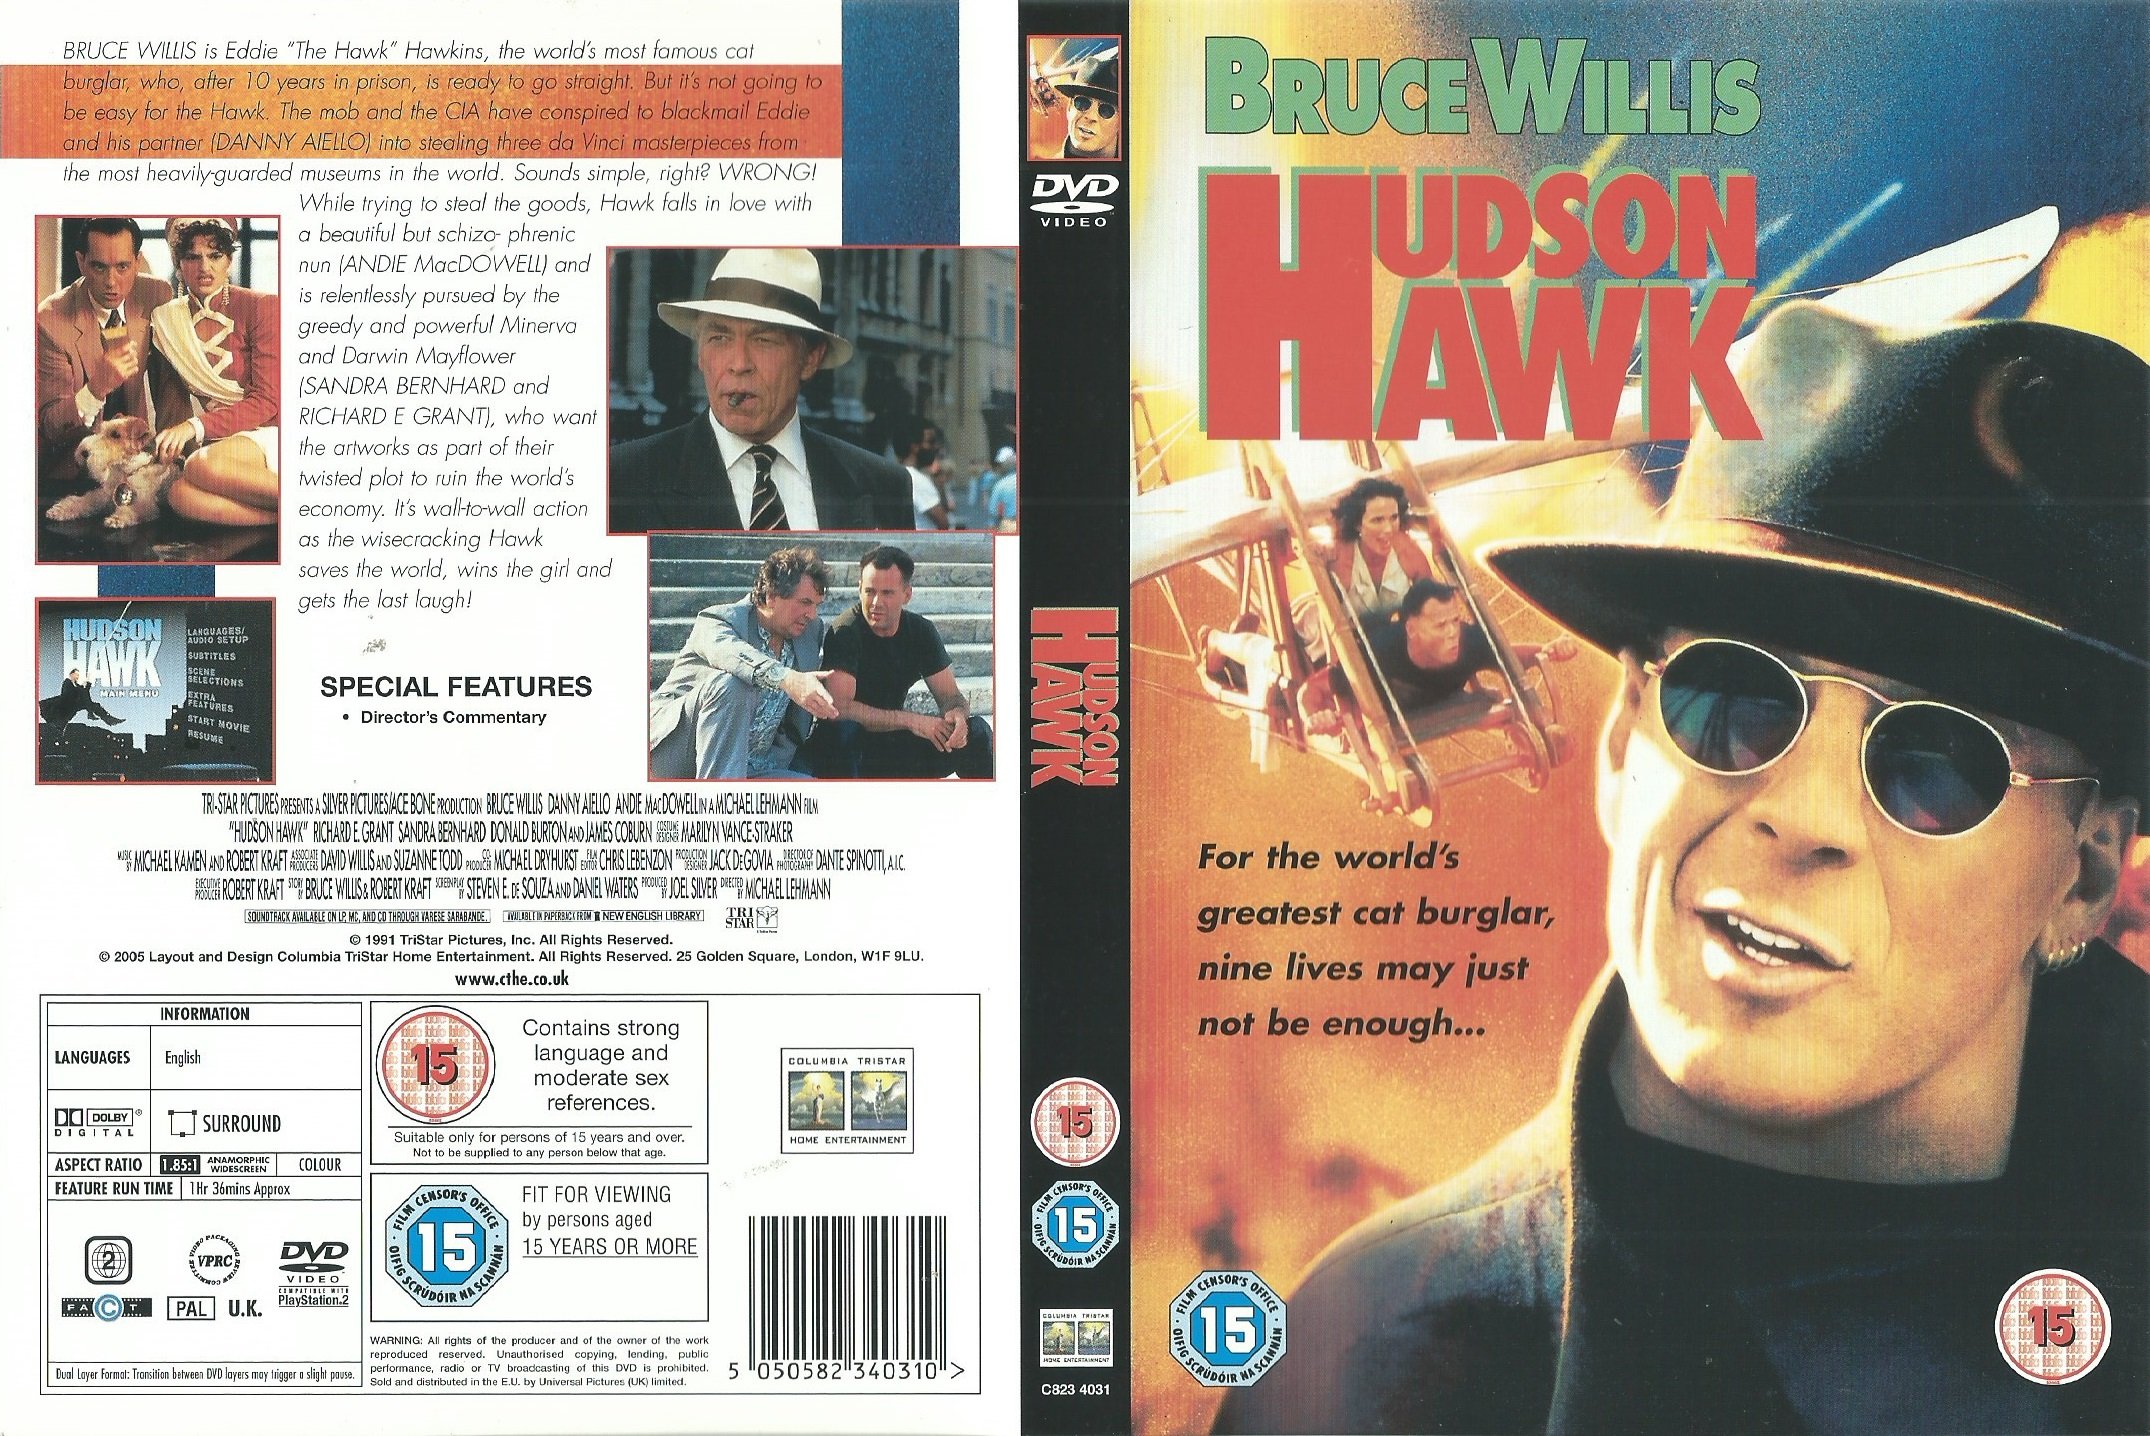 BRUCE WILLIS is Eddie "The Hawk" Hawkins, the world's most famous cat
burglar, who, after 10 years in prison, is ready to go straight. But it's not going to
be easy for the Hawk. The mob and the CIA have conspired to blackmail Eddie
and his partner (DANNY AIELLO) into stealing three da Vinci masterpieces from
the most heavily-guarded museums in the world. Sounds simple, right? WRONG!
While trying to steal the goods, Hawk falls in love with
a beautiful but schizo- phrenic
nun (ANDIE MacDOWELL) and
is relentlessly pursued by the
greedy and powerful Minerva
and Darwin Mayflower
(SANDRA BERNHARD and
RICHARD E GRANT), who want
the artworks as part of their
twisted plot to ruin the world's
economy. It's wall-to-wall action
as the wisecracking Hawk
saves the world, wins the girl and
gets the last laugh!
HUDSON
HAWK
MAIN MENU
LANGUAGES/
AUDIO SETUP
SUBTITLES
SCENE
SELECTIONS
EXTRA
FEATURES
START MOVIE
RESUME
SPECIAL FEATURES
• Director's Commentary
TRI-STAR PICTURES PRESENTS A SILVER PICTURES/ACE BONE PRODUCTION BRUCE WILLIS DANNY AIELLO ANDIE MacDOWELL IN A MICHAEL LEHMANN FILM
"HUDSON HAWK" RICHARD E. GRANT SANDRA BERNHARD DONALD BURTON AND JAMES COBURN COSTUME DESIGNER MARILYN VANCE-STRAKER
MUSIC BY MICHAEL KAMEN AND ROBERT KRAFT ASSOCIATE PRODUCERS DAVID WILLIS AND SUZANNE TODD CO PRODUCER MICHAEL DRYHURST FILM EDITOR CHRIS LEBENZON PRODUCTION DESIGNER JACK DeGOVIA DIRECTOR OF PHOTOGRAPHY DANTE SPINOTTI, A.I.C.
EXECUTIVE PRODUCER ROBERT KRAFT STORY BY BRUCE WILLIS & ROBERT KRAFT SCREENPLAY BY STEVEN E. DE SOUZA AND DANIEL WATERS PRODUCED BY JOEL SILVER DIRECTED BY MICHAEL LEHMANN
SOUNDTRACK AVAILABLE ON LP, MC, AND CD THROUGH VARESE SARABANDE. AVAILABLE IN PAPERBACK FROM NEW ENGLISH LIBRARY TRI STAR
© 1991 TriStar Pictures, Inc. All Rights Reserved.
© 2005 Layout and Design Columbia TriStar Home Entertainment. All Rights Reserved. 25 Golden Square, London, W1F 9LU.
www.cthe.co.uk
INFORMATION
LANGUAGES English
DOLBY® DIGITAL SURROUND
ASPECT RATIO 1.85:1 ANAMORPHIC WIDESCREEN COLOUR
FEATURE RUN TIME 1Hr 36mins Approx
2
VIDEO PACKAGING REVIEW COMMITTEE VPRC
DVD
VIDEO
COMPATIBLE WITH
PlayStation.2
FACT PAL U.K.
Dual Layer Format: Transition between DVD layers may trigger a slight pause.
15
Contains strong
language and
moderate sex
references.
Suitable only for persons of 15 years and over.
Not to be supplied to any person below that age.
FILM CENSOR'S OFFICE
15
OIFIG SCRÚDÓIR NA SCANNÁN
FIT FOR VIEWING
by persons aged
15 YEARS OR MORE
WARNING: All rights of the producer and of the owner of the work
reproduced reserved. Unauthorised copying, lending, public
performance, radio or TV broadcasting of this DVD is prohibited.
Sold and distributed in the E.U. by Universal Pictures (UK) limited.
COLUMBIA TRISTAR
HOME ENTERTAINMENT
5 050582 340310 >
DVD
VIDEO
HUDSON
HAWK
15
FILM CENSOR'S OFFICE
15
OIFIG SCRÚDÓIR NA SCANNÁN
COLUMBIA TRISTAR
HOME ENTERTAINMENT
C823 4031
BRUCE WILLIS
HUDSON
HAWK
For the world's
greatest cat burglar,
nine lives may just
not be enough...
FILM CENSOR'S OFFICE
15
OIFIG SCRÚDÓIR NA SCANNÁN
15